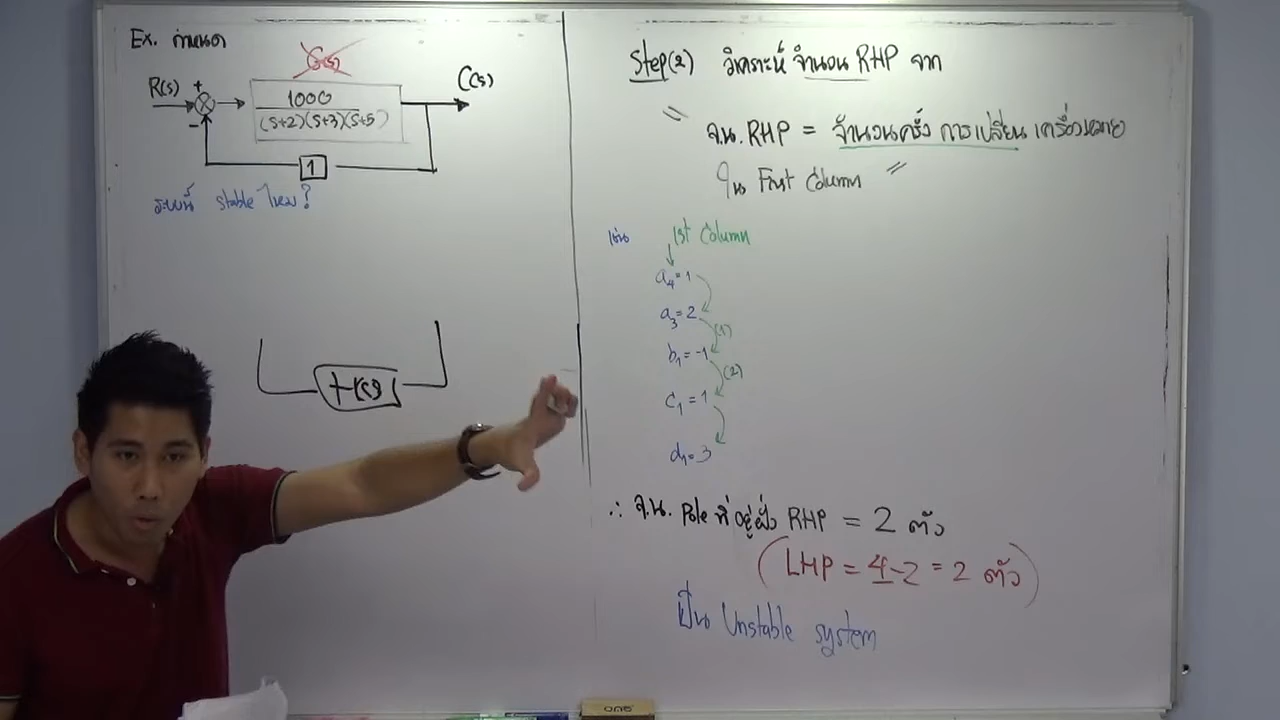 Ex. กำหนด
G(s)
R(s) + C(s)
1000
(s+2)(s+3)(s+5)
-
1
ระบบนี้ stable ไหม?
H(s)
Step(2) วิเคราะห์ จำนวน RHP จาก
" จ.น. RHP = จำนวนครั้ง การเปลี่ยน เครื่องหมาย
ใน First Column "
เช่น 1st Column
a₄=1
a₃=2
(1)
b₁=-1
(2)
c₁=1
d₁=3
∴ จ.น. Pole ที่อยู่ฝั่ง RHP = 2 ตัว
(LHP = 4-2 = 2 ตัว)
เป็น Unstable system